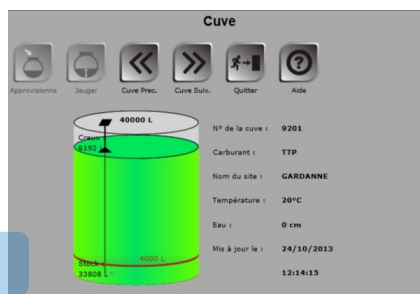 Cuve
Approvisionne
Jauger
Cuve Prec.
Cuve Suiv.
Quitter
Aide
40000 L
Creux :
6192 L
4000 L
Stock :
33808 L
N° de la cuve : 9201
Carburant : TTP
Nom du site : GARDANNE
Température : 20°C
Eau : 0 cm
Mis à jour le : 24/10/2013
12:14:15